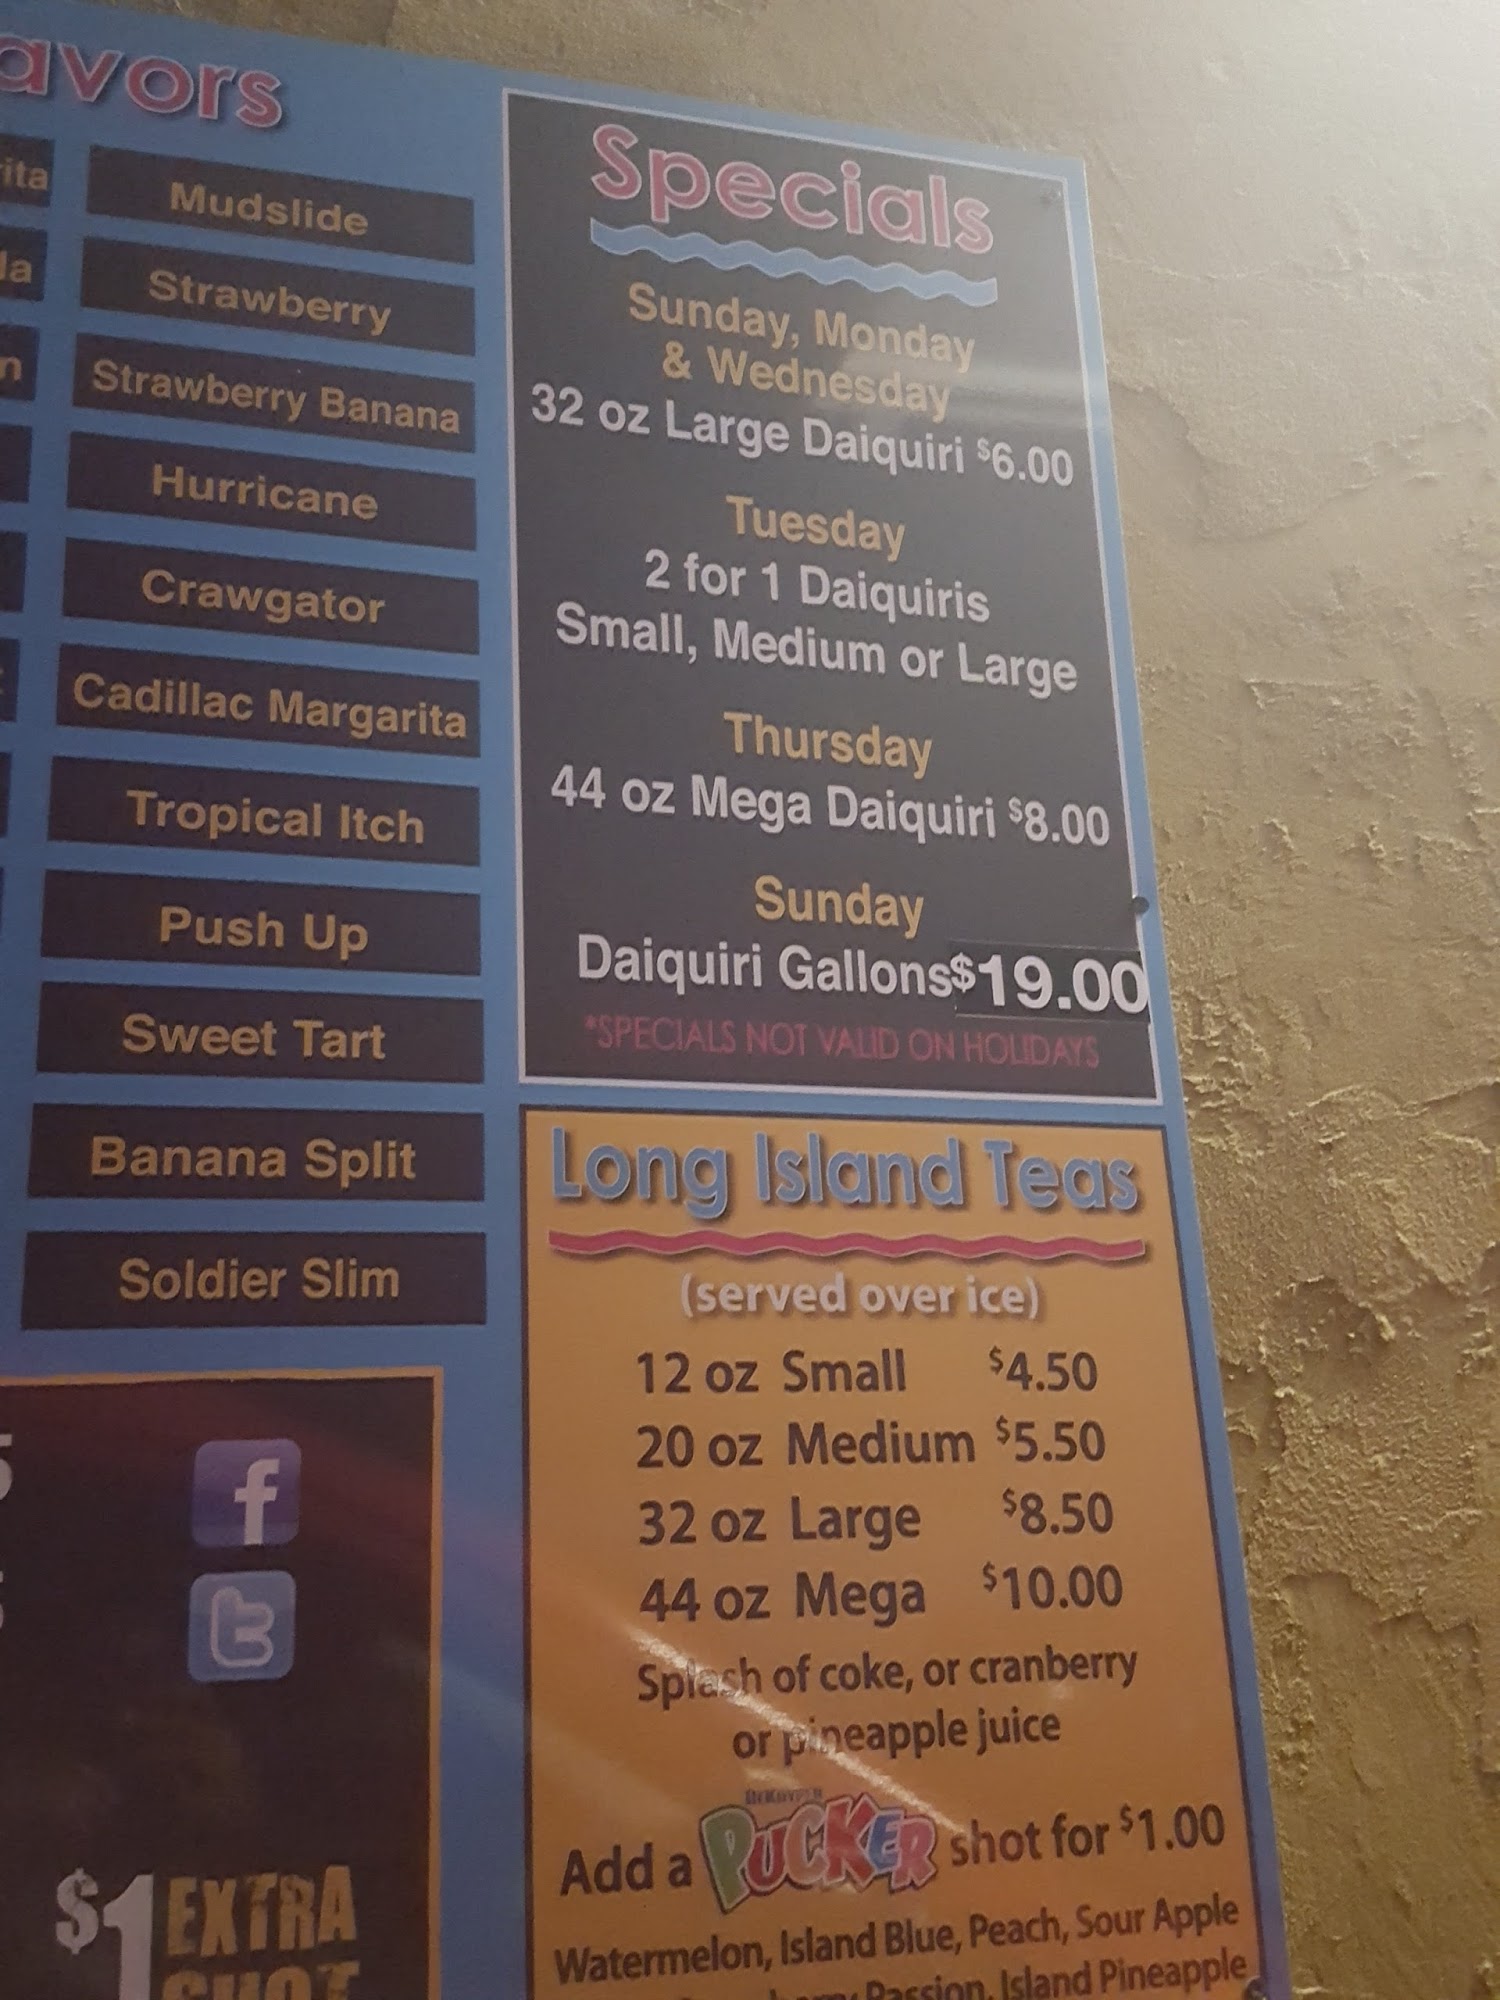 Mudslide
Strawberry
Strawberry Banana
Hurricane
Crawgator
Cadillac Margarita
Tropical Itch
Push Up
Sweet Tart
Banana Split
Soldier Slim
f
t
$1 EXTRA
SHOT
Specials
Sunday, Monday
& Wednesday
32 oz Large Daiquiri $6.00
Tuesday
2 for 1 Daiquiris
Small, Medium or Large
Thursday
44 oz Mega Daiquiri $8.00
Sunday
Daiquiri Gallons $19.00
*SPECIALS NOT VALID ON HOLIDAYS
Long Island Teas
(served over ice)
12 oz Small $4.50
20 oz Medium $5.50
32 oz Large $8.50
44 oz Mega $10.00
Splash of coke, or cranberry
or pineapple juice
DEKUYPER
Add a PUCKER shot for $1.00
Watermelon, Island Blue, Peach, Sour Apple
Passion, Island Pineapple